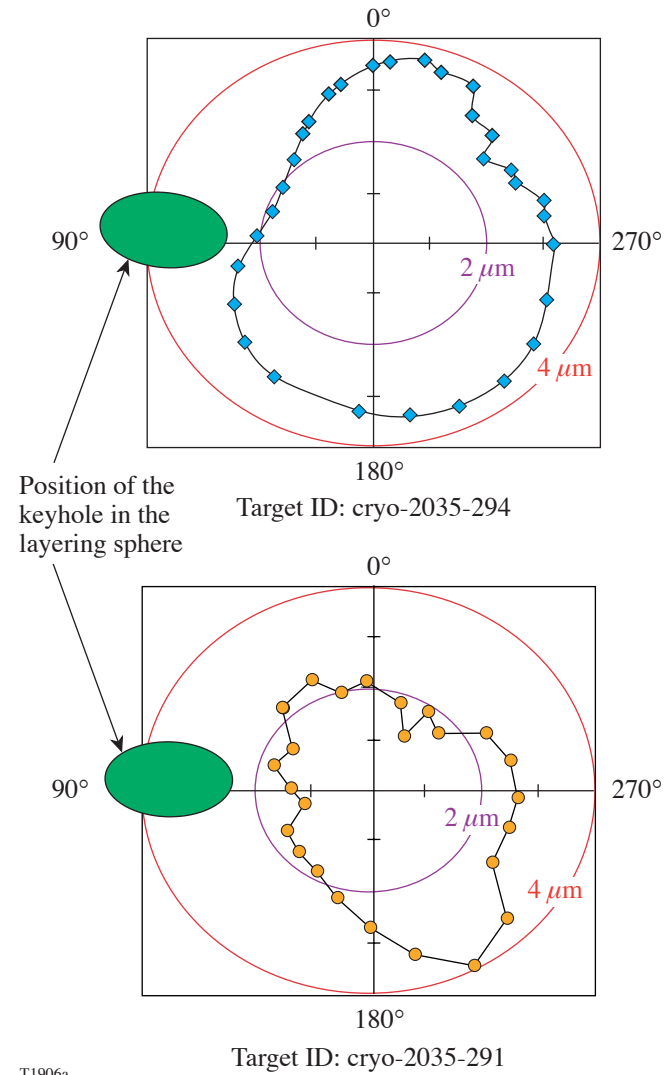 0°
90°
270°
2 μm
4 μm
180°
Position of the
keyhole in the
layering sphere
Target ID: cryo-2035-294
0°
90°
270°
2 μm
4 μm
180°
Target ID: cryo-2035-291
T1906a